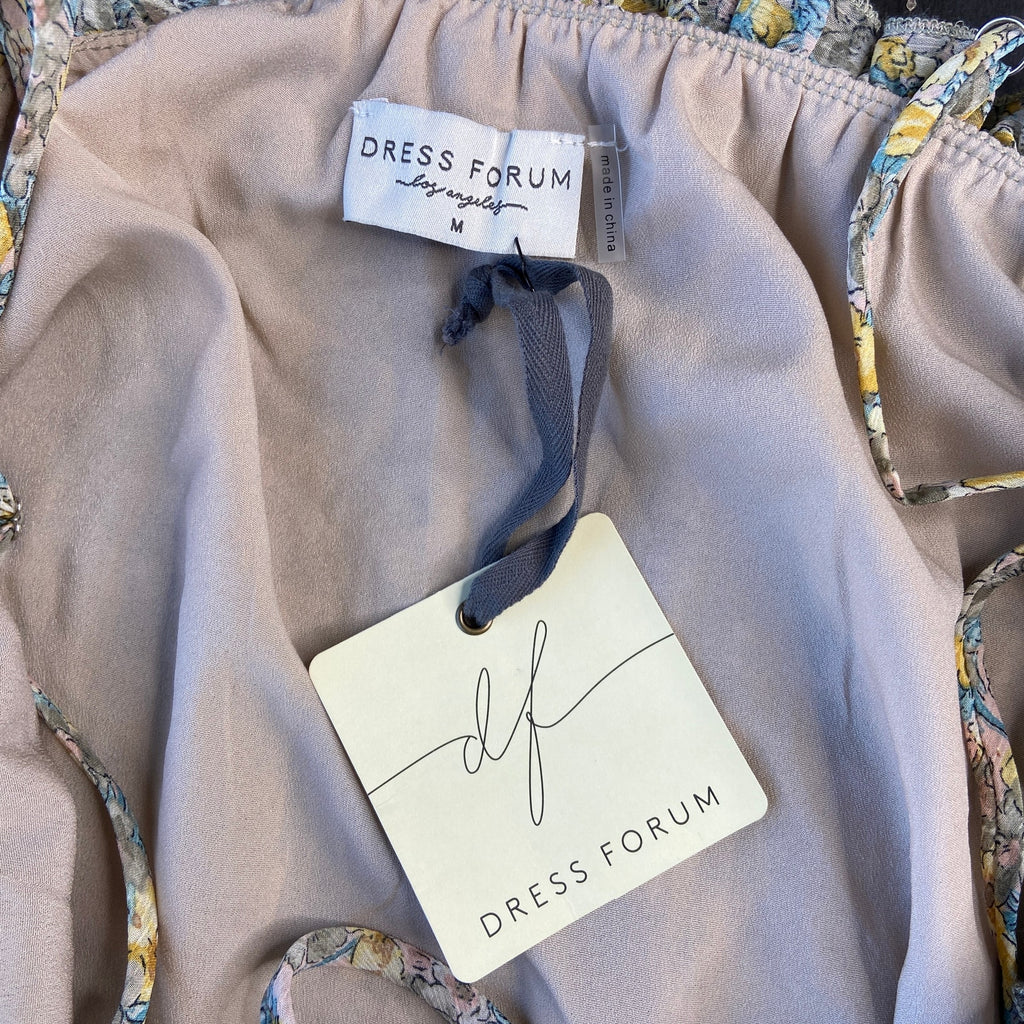 DRESS FORUM
los angeles
M
made in china
df
DRESS FORUM